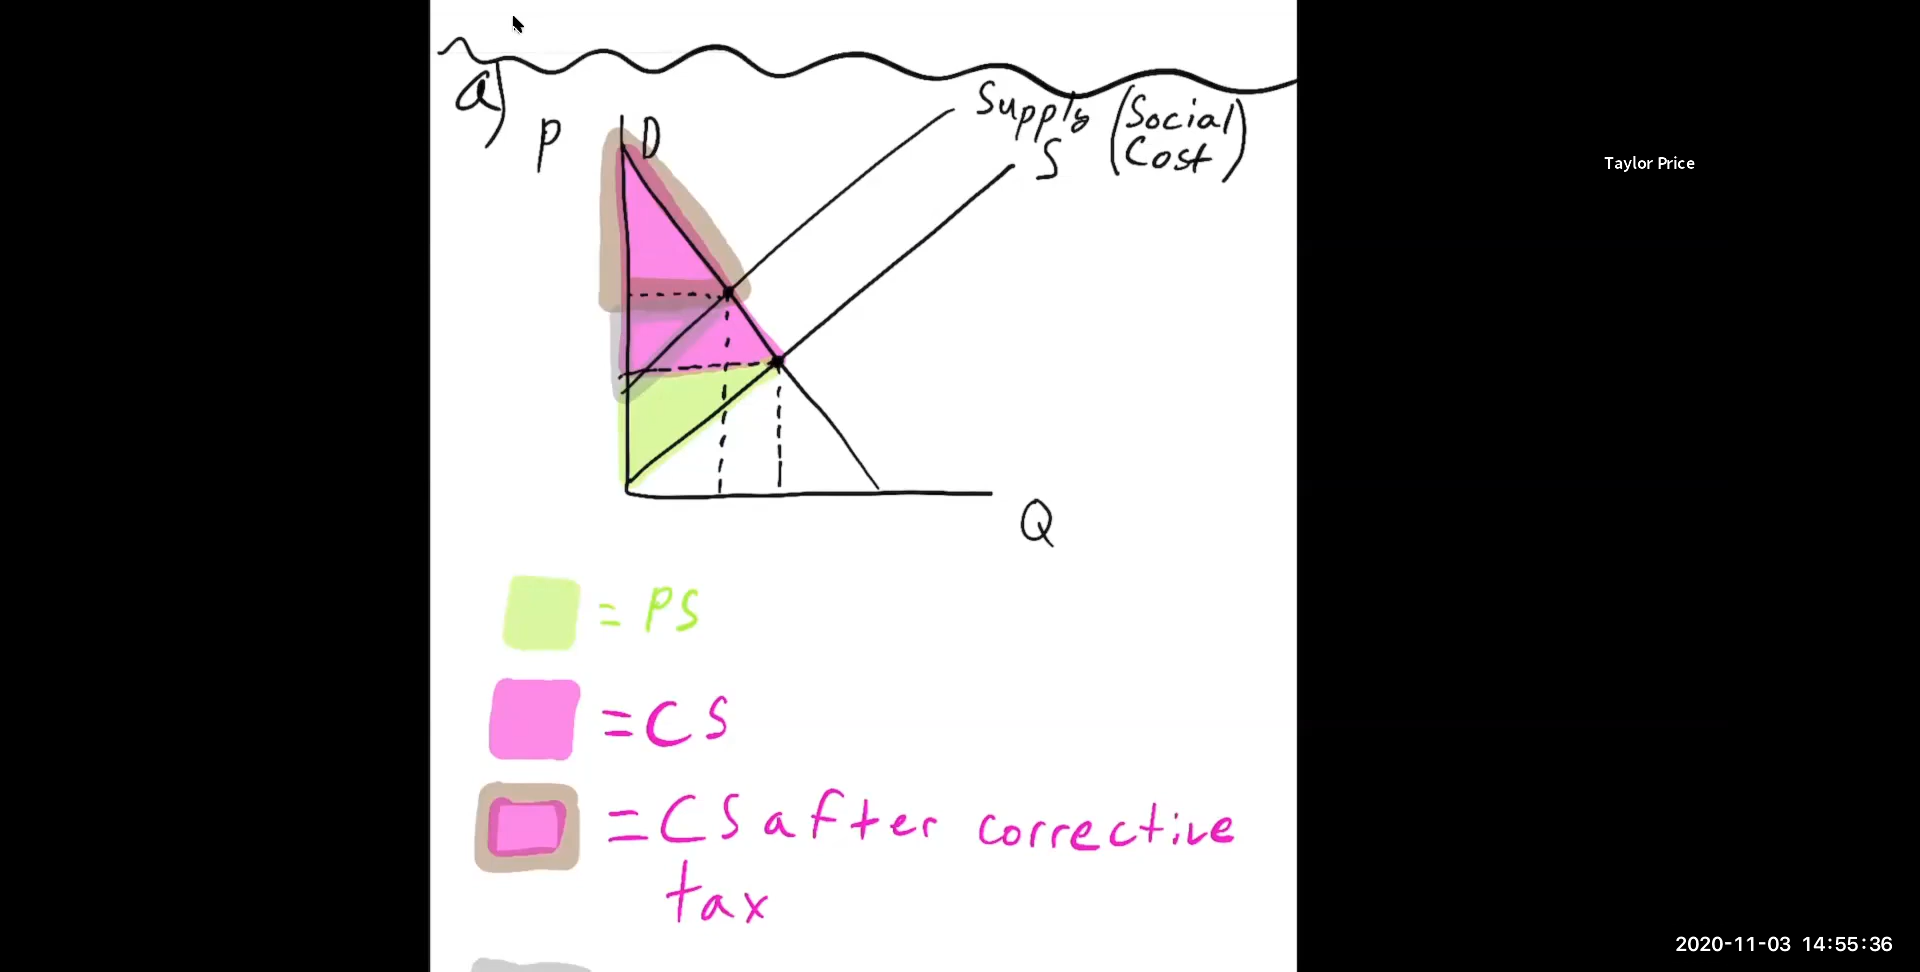 a)
P
D
Supply (Social
Cost)
S
Q
= PS
= CS
= CS after corrective
tax
Taylor Price
2020-11-03 14:55:36